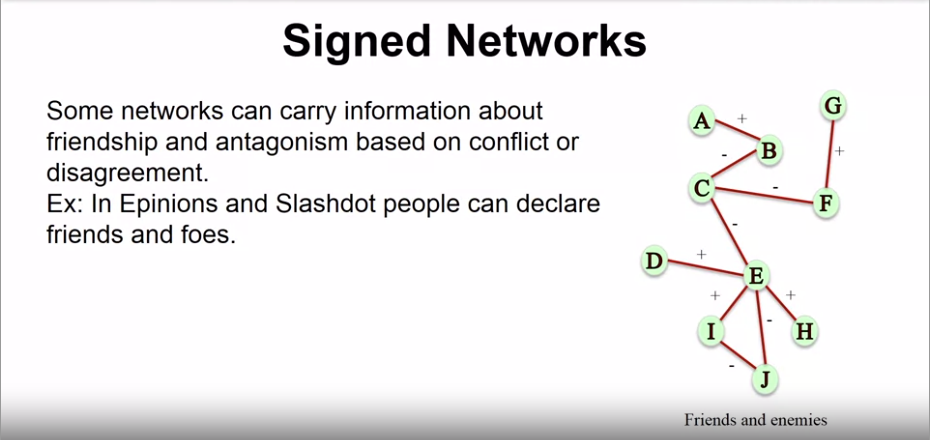 Signed Networks
Some networks can carry information about
friendship and antagonism based on conflict or
disagreement.
Ex: In Epinions and Slashdot people can declare
friends and foes.
G
A +
B +
-
C -
F
-
D +
E
+ +
I - H
-
J
Friends and enemies